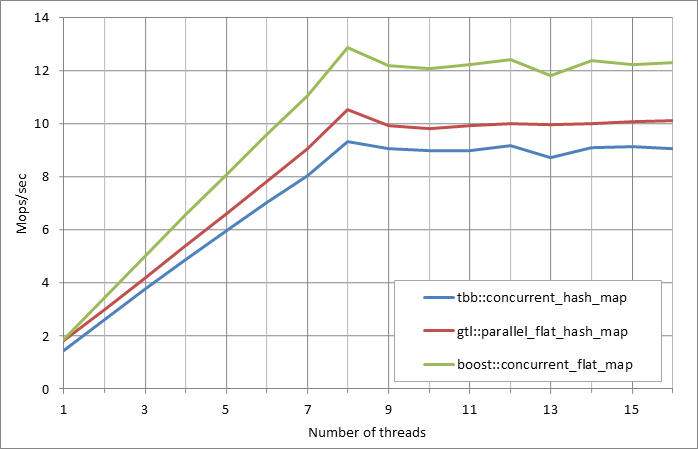 14
12
10
8
6
4
2
0
Mops/sec
tbb::concurrent_hash_map
gtl::parallel_flat_hash_map
boost::concurrent_flat_map
1 3 5 7 9 11 13 15
Number of threads